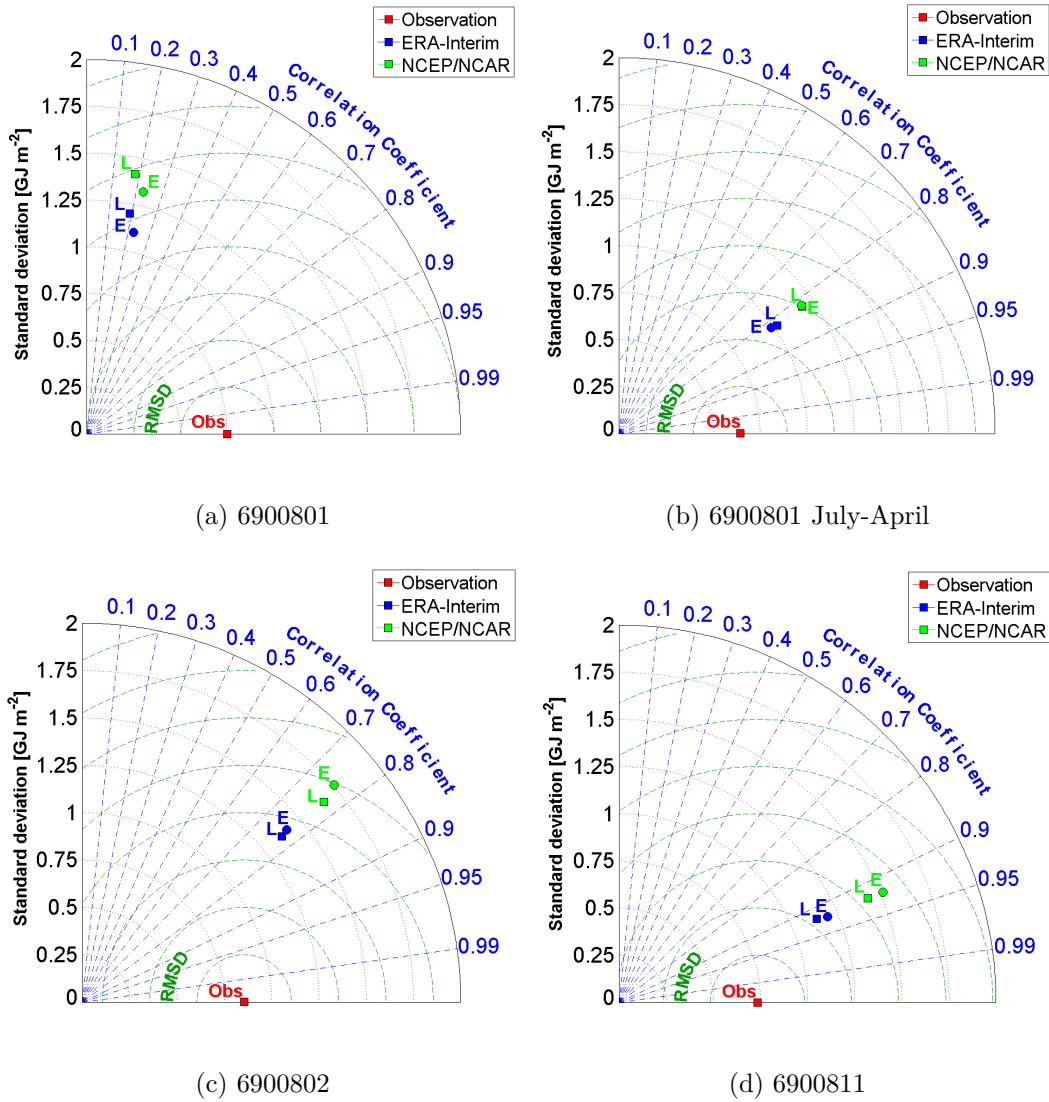 Observation
ERA-Interim
NCEP/NCAR
Standard deviation [GJ m-2]
2
1.75
1.5
1.25
1
0.75
0.5
0.25
0
0.1
0.2
0.3
0.4
0.5
0.6
0.7
0.8
0.9
0.95
0.99
Correlation Coefficient
L
E
L
E
RMSD
Obs
(a) 6900801
Observation
ERA-Interim
NCEP/NCAR
Standard deviation [GJ m-2]
2
1.75
1.5
1.25
1
0.75
0.5
0.25
0
0.1
0.2
0.3
0.4
0.5
0.6
0.7
0.8
0.9
0.95
0.99
Correlation Coefficient
L
E
L
E
RMSD
Obs
(b) 6900801 July-April
Observation
ERA-Interim
NCEP/NCAR
Standard deviation [GJ m-2]
2
1.75
1.5
1.25
1
0.75
0.5
0.25
0
0.1
0.2
0.3
0.4
0.5
0.6
0.7
0.8
0.9
0.95
0.99
Correlation Coefficient
E
L
E
L
RMSD
Obs
(c) 6900802
Observation
ERA-Interim
NCEP/NCAR
Standard deviation [GJ m-2]
2
1.75
1.5
1.25
1
0.75
0.5
0.25
0
0.1
0.2
0.3
0.4
0.5
0.6
0.7
0.8
0.9
0.95
0.99
Correlation Coefficient
L E
L E
RMSD
Obs
(d) 6900811